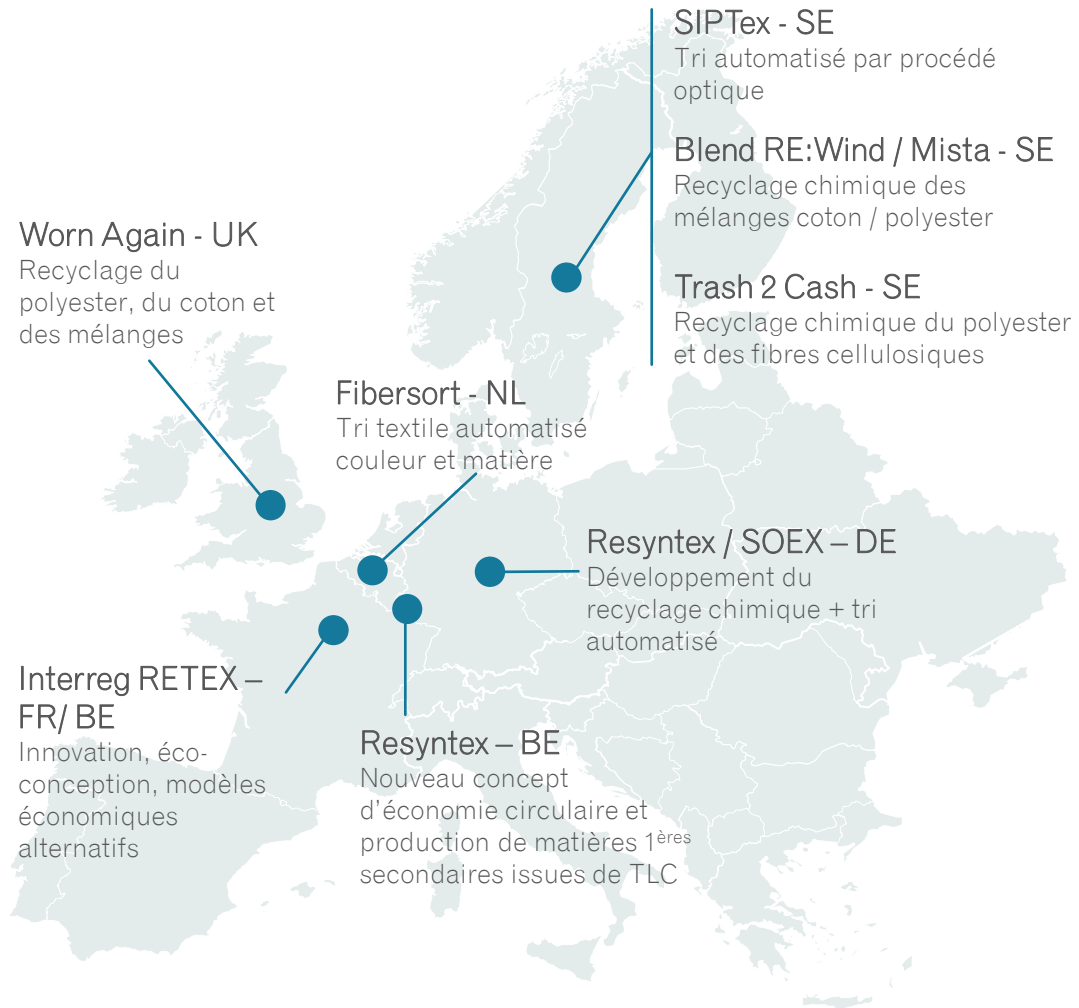 SIPTex - SE
Tri automatisé par procédé
optique
Blend RE:Wind / Mista - SE
Recyclage chimique des
mélanges coton / polyester
Trash 2 Cash - SE
Recyclage chimique du polyester
et des fibres cellulosiques
Worn Again - UK
Recyclage du
polyester, du coton et
des mélanges
Fibersort - NL
Tri textile automatisé
couleur et matière
Resyntex / SOEX – DE
Développement du
recyclage chimique + tri
automatisé
Interreg RETEX –
FR/ BE
Innovation, éco-
conception, modèles
économiques
alternatifs
Resyntex – BE
Nouveau concept
d’économie circulaire et
production de matières 1ères
secondaires issues de TLC